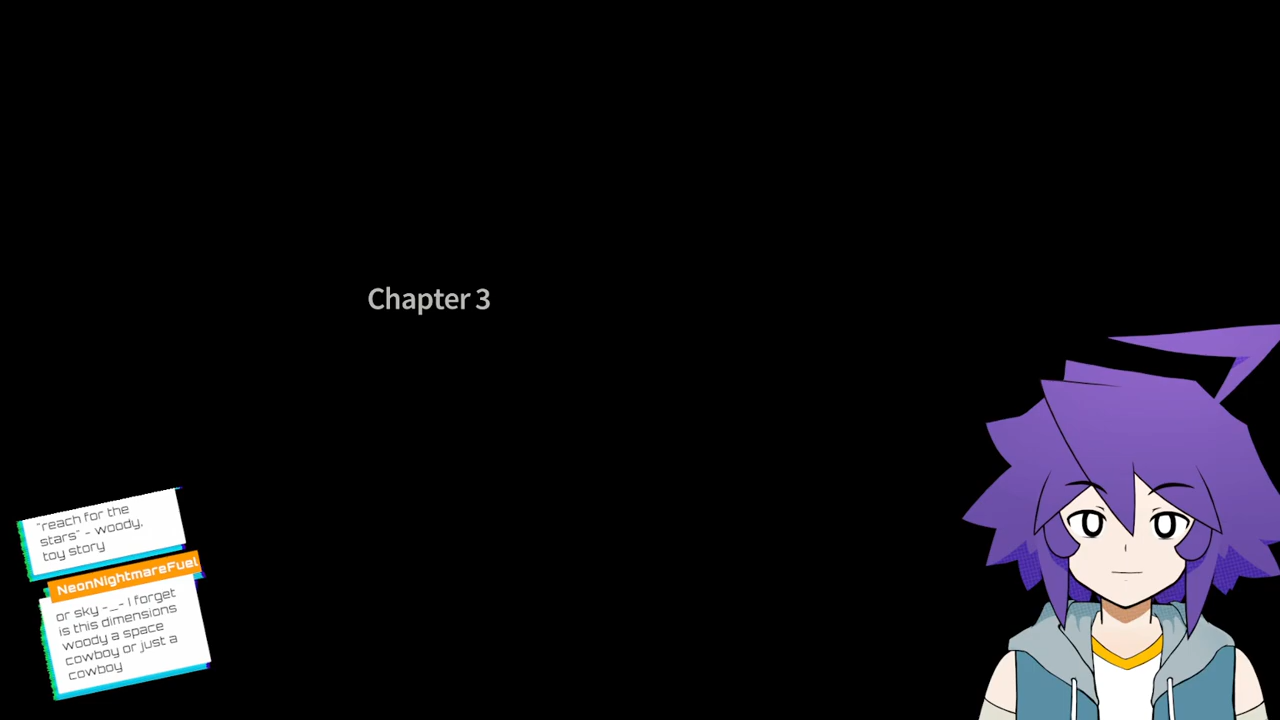 Chapter 3
"reach for the
stars" - woody,
toy story
NeonNightmareFuel
or sky -_- I forget
is this dimensions
woody a space
cowboy or just a
cowboy